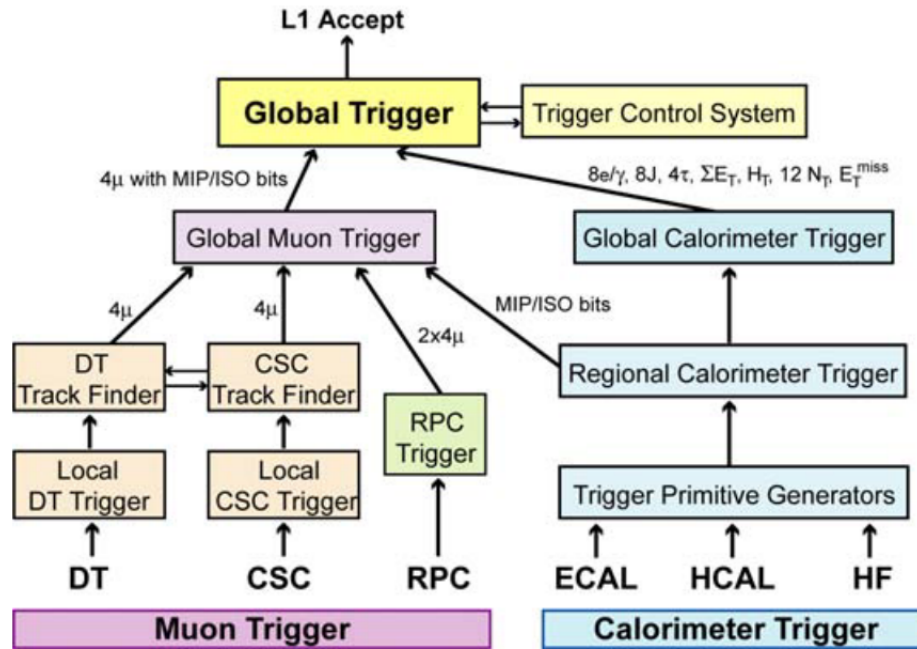 L1 Accept
Global Trigger
Trigger Control System
4μ with MIP/ISO bits
8e/γ, 8J, 4τ, ΣE_T, H_T, 12 N_T, E_T^miss
Global Muon Trigger
Global Calorimeter Trigger
4μ
4μ
2x4μ
MIP/ISO bits
DT
Track Finder
CSC
Track Finder
Regional Calorimeter Trigger
RPC
Trigger
Local
DT Trigger
Local
CSC Trigger
Trigger Primitive Generators
DT
CSC
RPC
ECAL
HCAL
HF
Muon Trigger
Calorimeter Trigger